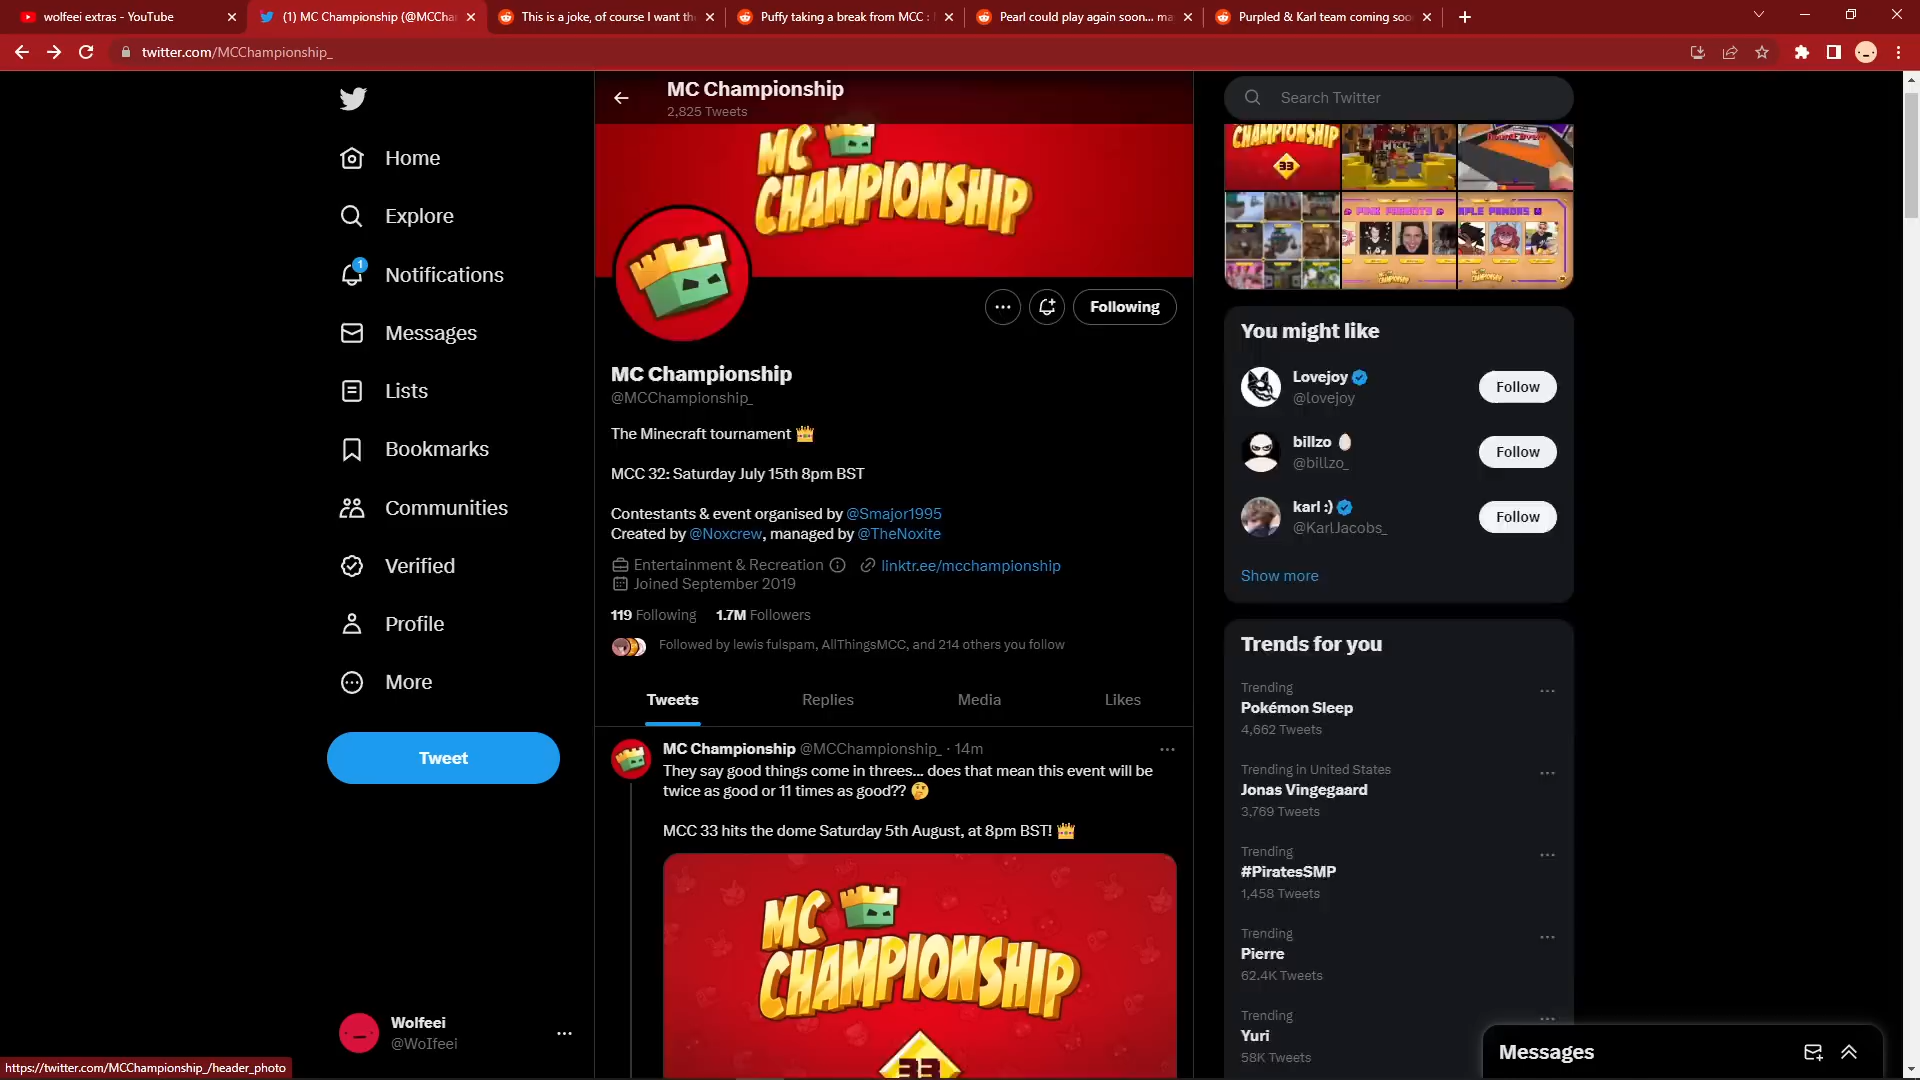 wolfeei extras - YouTube
(1) MC Championship (@MCCha
This is a joke, of course I want th
Puffy taking a break from MCC :
Pearl could play again soon... ma
Purpled & Karl team coming soo
twitter.com/MCChampionship_
Home
Explore
1
Notifications
Messages
Lists
Bookmarks
Communities
Verified
Profile
More
Tweet
Wolfeei
@WoIfeei
https://twitter.com/MCChampionship_/header_photo
MC Championship
2,825 Tweets
MC
CHAMPIONSHIP
Following
MC Championship
@MCChampionship_
The Minecraft tournament
MCC 32: Saturday July 15th 8pm BST
Contestants & event organised by @Smajor1995
Created by @Noxcrew, managed by @TheNoxite
Entertainment & Recreation linktr.ee/mcchampionship
Joined September 2019
119 Following 1.7M Followers
Followed by lewis fulspam, AllThingsMCC, and 214 others you follow
Tweets Replies Media Likes
MC Championship @MCChampionship_ · 14m
They say good things come in threes... does that mean this event will be
twice as good or 11 times as good??
MCC 33 hits the dome Saturday 5th August, at 8pm BST!
MC
CHAMPIONSHIP
33
Search Twitter
CHAMPIONSHIP
33
PINK PARROTS
You might like
Lovejoy
@lovejoy
Follow
billzo
@billzo_
Follow
karl :)
@KarlJacobs_
Follow
Show more
Trends for you
Trending
Pokémon Sleep
4,662 Tweets
Trending in United States
Jonas Vingegaard
3,769 Tweets
Trending
#PiratesSMP
1,458 Tweets
Trending
Pierre
62.4K Tweets
Trending
Yuri
58K Tweets
Messages